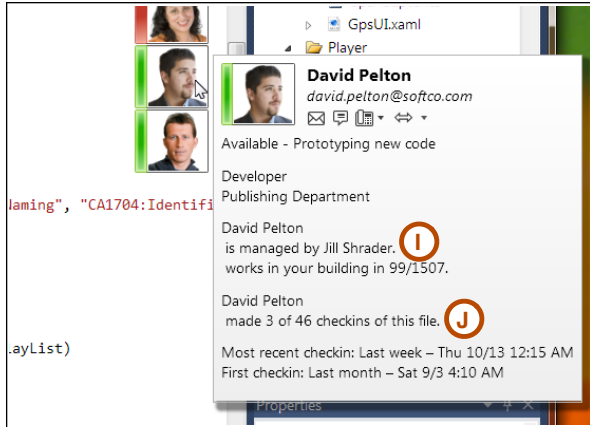 GpsUI.xaml
Player
David Pelton
david.pelton@softco.com
Available - Prototyping new code
Developer
Publishing Department
laming", "CA1704:Identifi
David Pelton
is managed by Jill Shrader. I
works in your building in 99/1507.
David Pelton
made 3 of 46 checkins of this file. J
.ayList)
Most recent checkin: Last week – Thu 10/13 12:15 AM
First checkin: Last month – Sat 9/3 4:10 AM
Properties